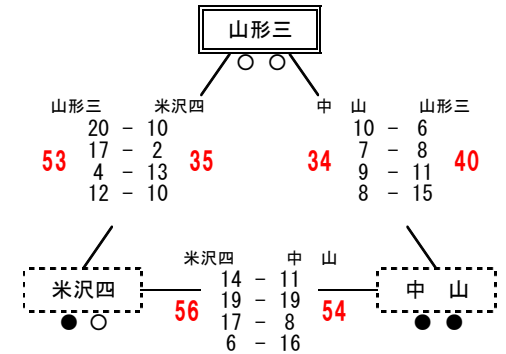 山形三
○ ○
山形三 米沢四 中 山 山形三
20 - 10 10 - 6
53 17 - 2 35 34 7 - 8 40
4 - 13 9 - 11
12 - 10 8 - 15
米沢四 中 山
米沢四 14 - 11 中 山
56 19 - 19 54
● ○ 17 - 8 ● ●
6 - 16